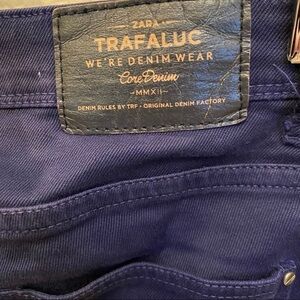 ZARA
TRAFALUC
WE'RE DENIM WEAR
Core Denim
-MMXII-
DENIM RULES BY TRF · ORIGINAL DENIM FACTORY